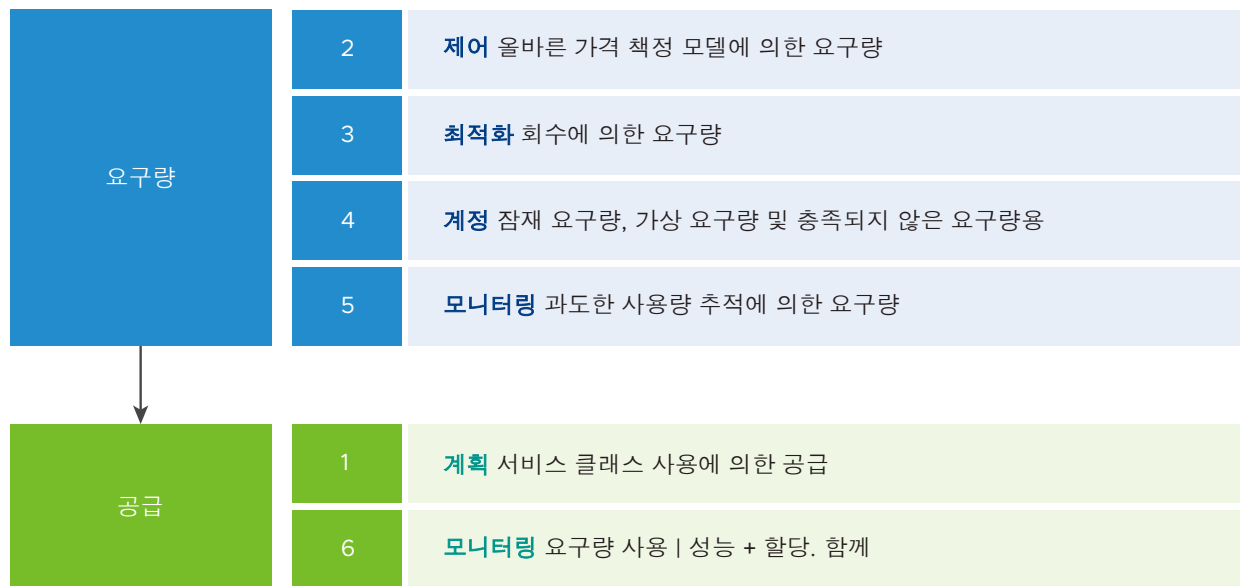 요구량
2
제어 올바른 가격 책정 모델에 의한 요구량
3
최적화 회수에 의한 요구량
4
계정 잠재 요구량, 가상 요구량 및 충족되지 않은 요구량용
5
모니터링 과도한 사용량 추적에 의한 요구량
공급
1
계획 서비스 클래스 사용에 의한 공급
6
모니터링 요구량 사용 | 성능 + 할당. 함께